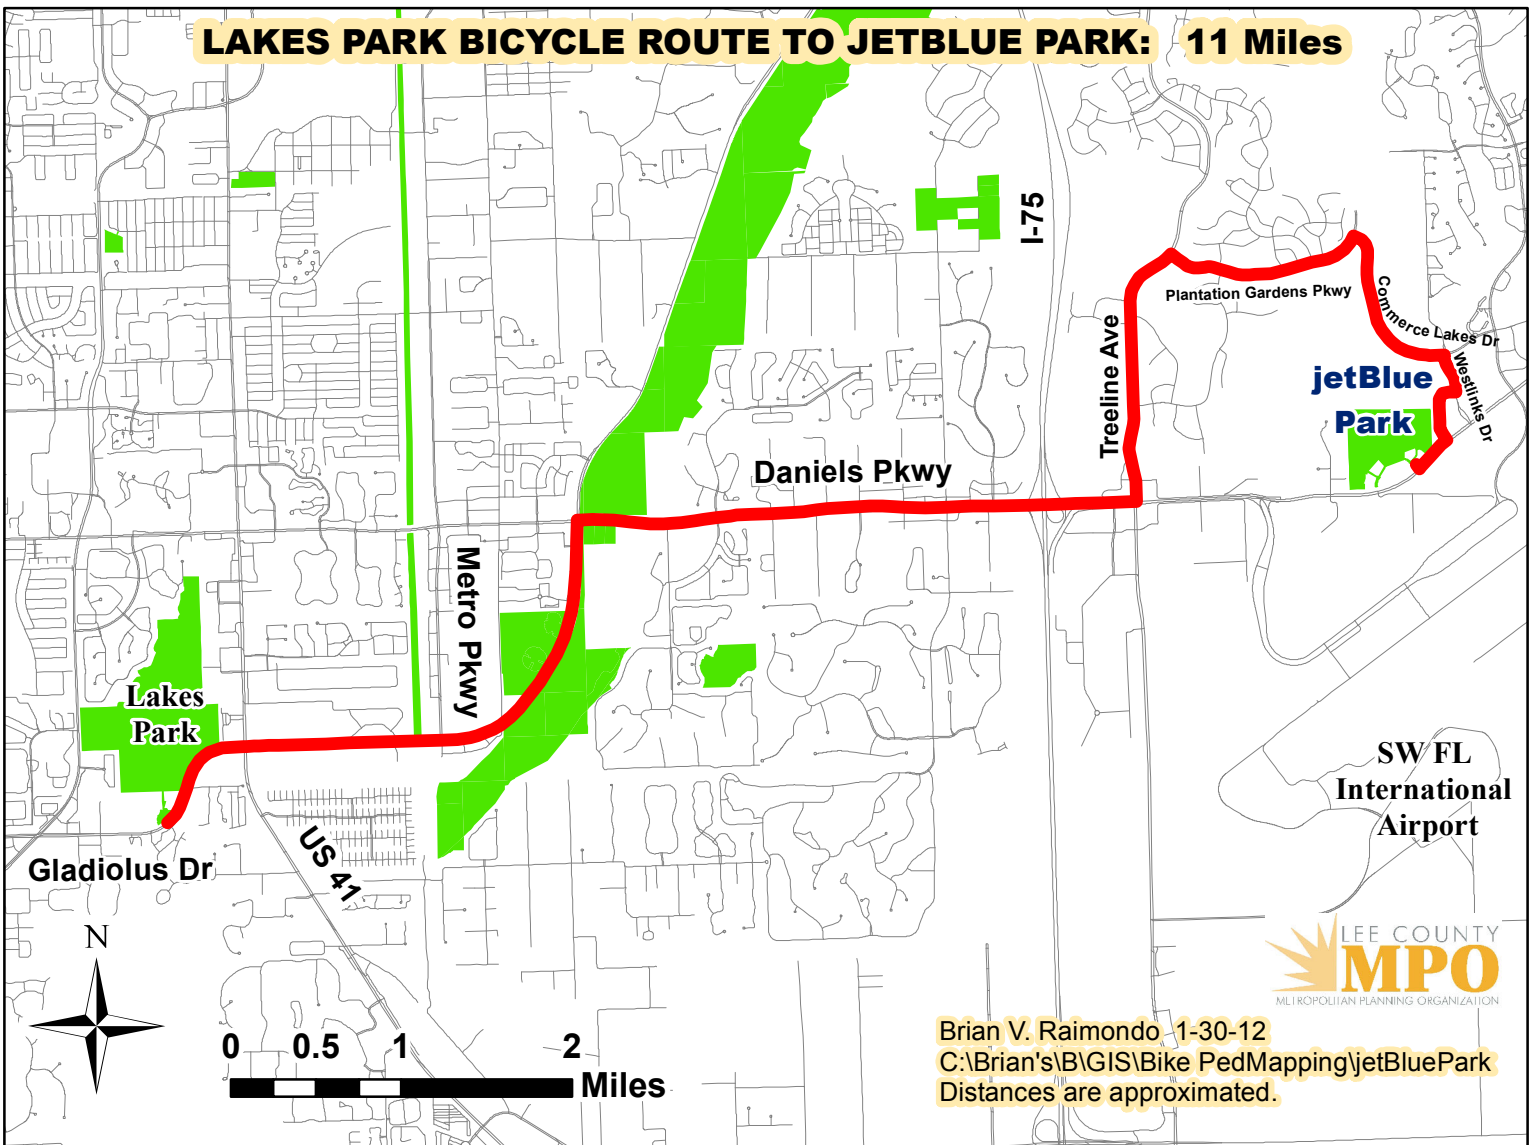 LAKES PARK BICYCLE ROUTE TO JETBLUE PARK: 11 Miles
I-75
Plantation Gardens Pkwy
Commerce Lakes Dr
Treeline Ave
Westlinks Dr
jetBlue
Park
Daniels Pkwy
Metro Pkwy
Lakes
Park
SW FL
International
Airport
Gladiolus Dr
US 41
N
LEE COUNTY
MPO
METROPOLITAN PLANNING ORGANIZATION
0 0.5 1 2
Miles
Brian V. Raimondo 1-30-12
C:\Brian's\B\GIS\Bike PedMapping\jetBluePark
Distances are approximated.